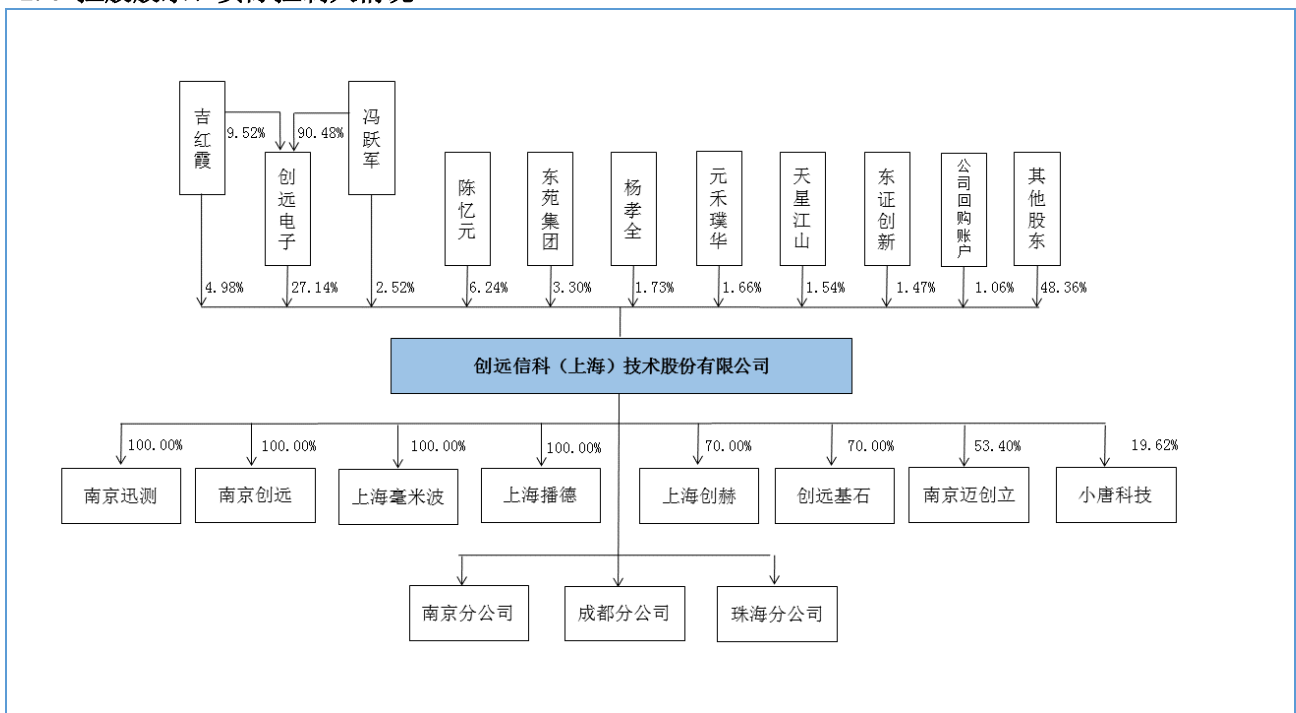 吉红霞
冯跃军
9.52%
90.48%
创远电子
陈忆元
东苑集团
杨孝全
元禾璞华
天星江山
东证创新
公司回购账户
其他股东
4.98%
27.14%
2.52%
6.24%
3.30%
1.73%
1.66%
1.54%
1.47%
1.06%
48.36%
创远信科（上海）技术股份有限公司
100.00%
100.00%
100.00%
100.00%
70.00%
70.00%
53.40%
19.62%
南京迅测
南京创远
上海毫米波
上海播德
上海创赫
创远基石
南京迈创立
小唐科技
南京分公司
成都分公司
珠海分公司